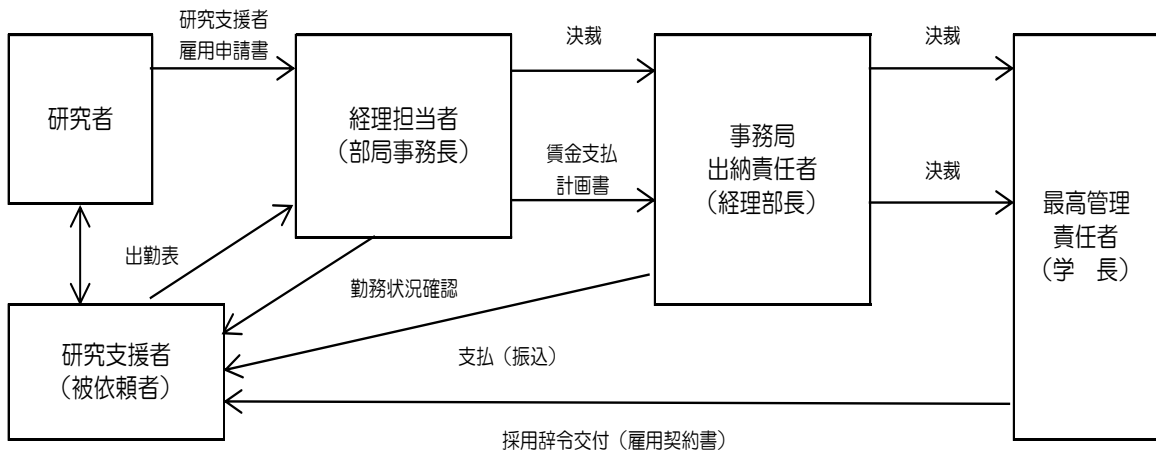 研究支援者
雇用申請書
決裁
決裁
研究者
経理担当者
（部局事務長）
事務局
出納責任者
（経理部長）
賃金支払
計画書
決裁
最高管理
責任者
（学　長）
出勤表
勤務状況確認
研究支援者
（被依頼者）
支払（振込）
採用辞令交付（雇用契約書）